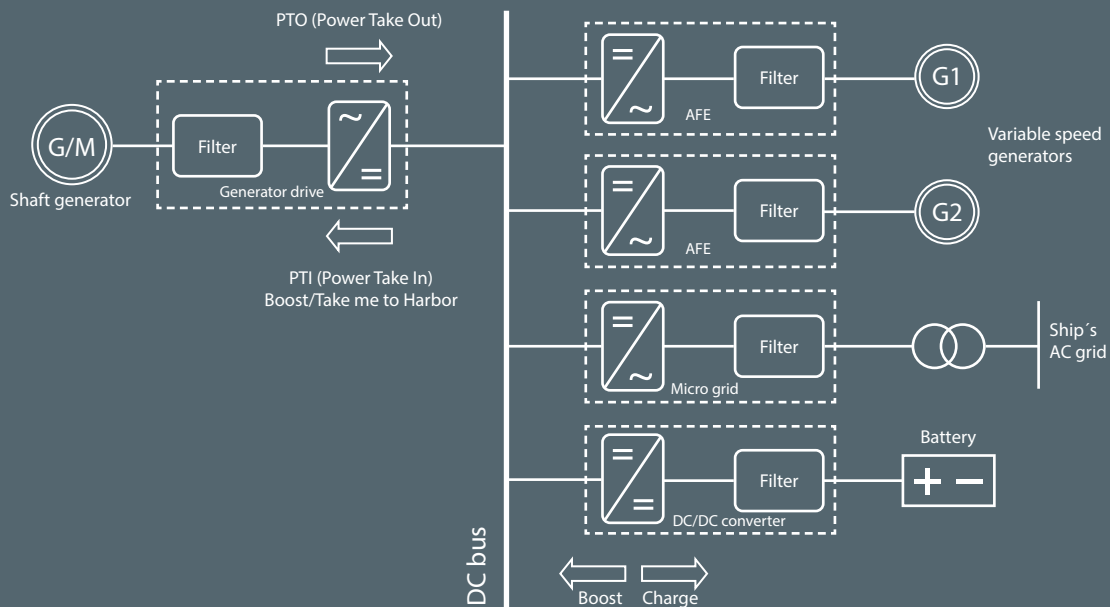 PTO (Power Take Out)
G/M
Shaft generator
Filter
Generator drive
PTI (Power Take In)
Boost/Take me to Harbor
DC bus
AFE
Filter
G1
Variable speed
generators
AFE
Filter
G2
Micro grid
Filter
Ship´s
AC grid
DC/DC converter
Filter
Battery
Boost
Charge